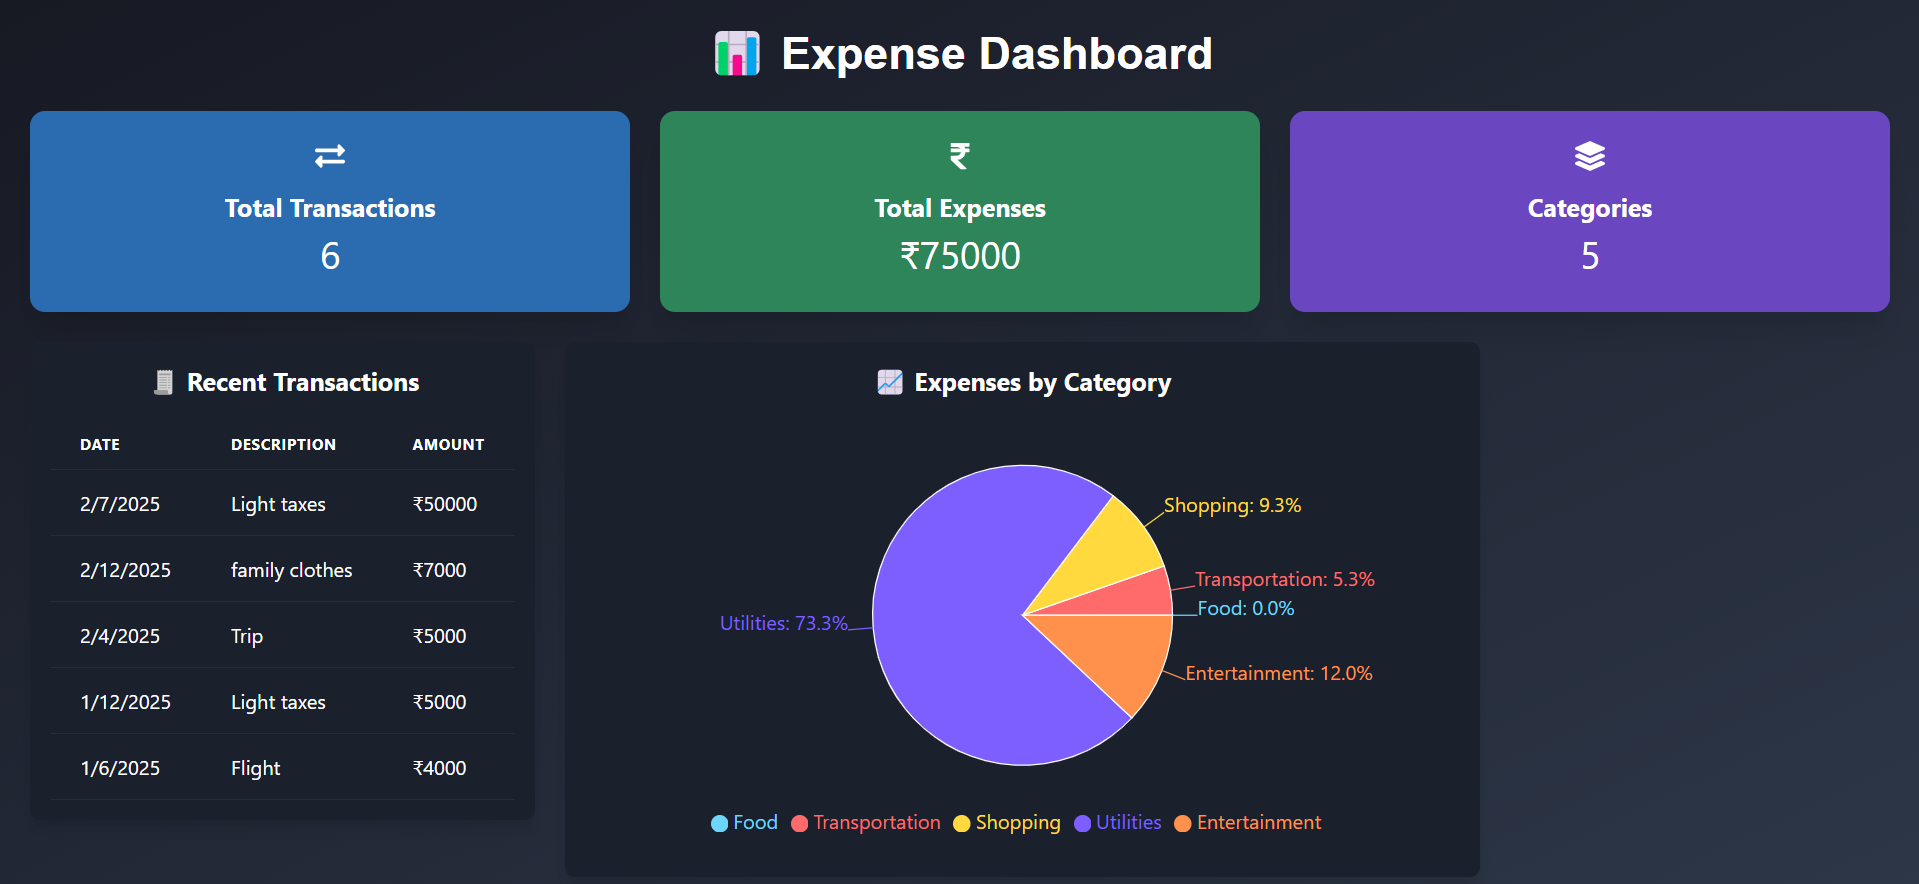 Expense Dashboard
Total Transactions
6
Total Expenses
₹75000
Categories
5
Recent Transactions
DATE DESCRIPTION AMOUNT
2/7/2025 Light taxes ₹50000
2/12/2025 family clothes ₹7000
2/4/2025 Trip ₹5000
1/12/2025 Light taxes ₹5000
1/6/2025 Flight ₹4000
Expenses by Category
Shopping: 9.3%
Transportation: 5.3%
Food: 0.0%
Utilities: 73.3%
Entertainment: 12.0%
Food Transportation Shopping Utilities Entertainment